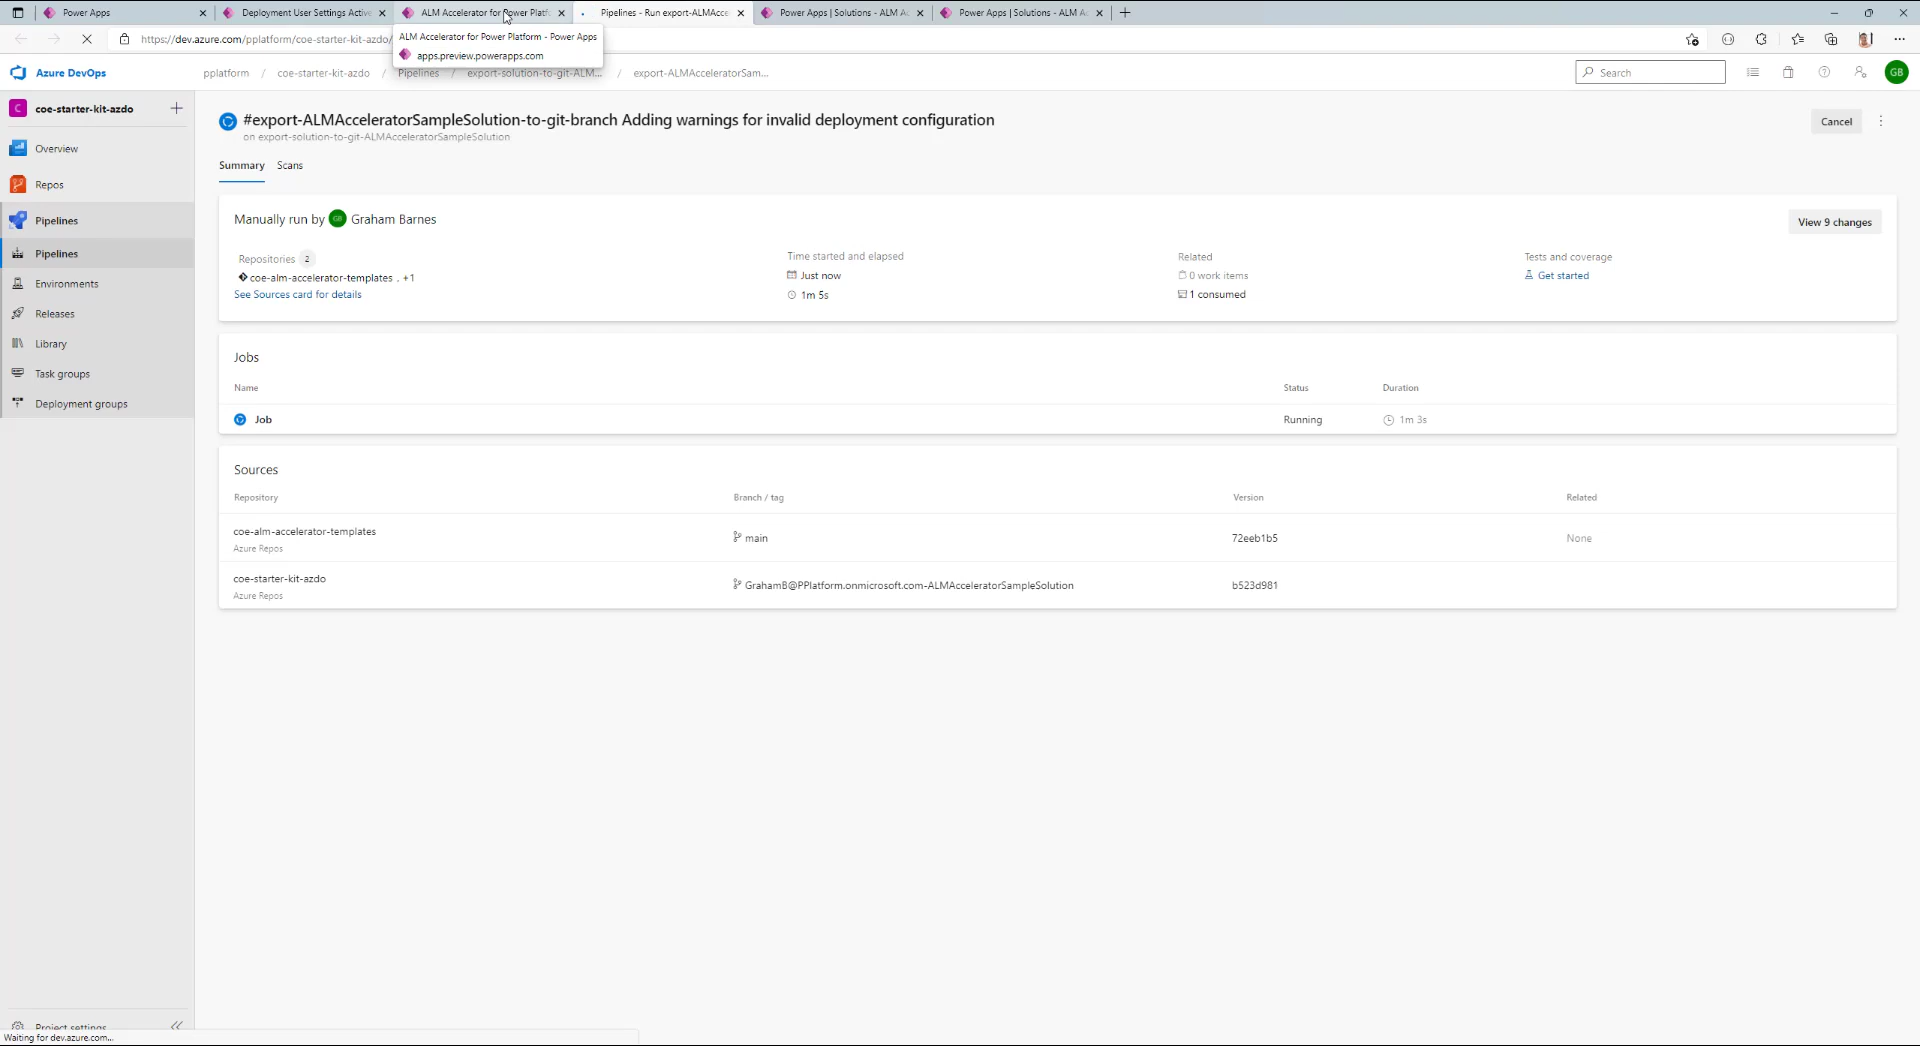 Power Apps
Deployment User Settings Active
ALM Accelerator for Power Platfo
Pipelines - Run export-ALMAcce
Power Apps | Solutions - ALM Ac
Power Apps | Solutions - ALM Ac
https://dev.azure.com/pplatform/coe-starter-kit-azdo/
ALM Accelerator for Power Platform - Power Apps
apps.preview.powerapps.com
Azure DevOps
pplatform / coe-starter-kit-azdo / Pipelines / export-solution-to-git-ALM... / export-ALMAcceleratorSam...
Search
GB
C coe-starter-kit-azdo
Overview
Repos
Pipelines
Pipelines
Environments
Releases
Library
Task groups
Deployment groups
Project settings
#export-ALMAcceleratorSampleSolution-to-git-branch Adding warnings for invalid deployment configuration
on export-solution-to-git-ALMAcceleratorSampleSolution
Cancel
Summary Scans
Manually run by GB Graham Barnes
View 9 changes
Repositories 2
coe-alm-accelerator-templates . +1
See Sources card for details
Time started and elapsed
Just now
1m 5s
Related
0 work items
1 consumed
Tests and coverage
Get started
Jobs
Name Status Duration
Job Running 1m 3s
Sources
Repository Branch / tag Version Related
coe-alm-accelerator-templates main 72eeb1b5 None
Azure Repos
coe-starter-kit-azdo GrahamB@PPlatform.onmicrosoft.com-ALMAcceleratorSampleSolution b523d981
Azure Repos
Waiting for dev.azure.com...